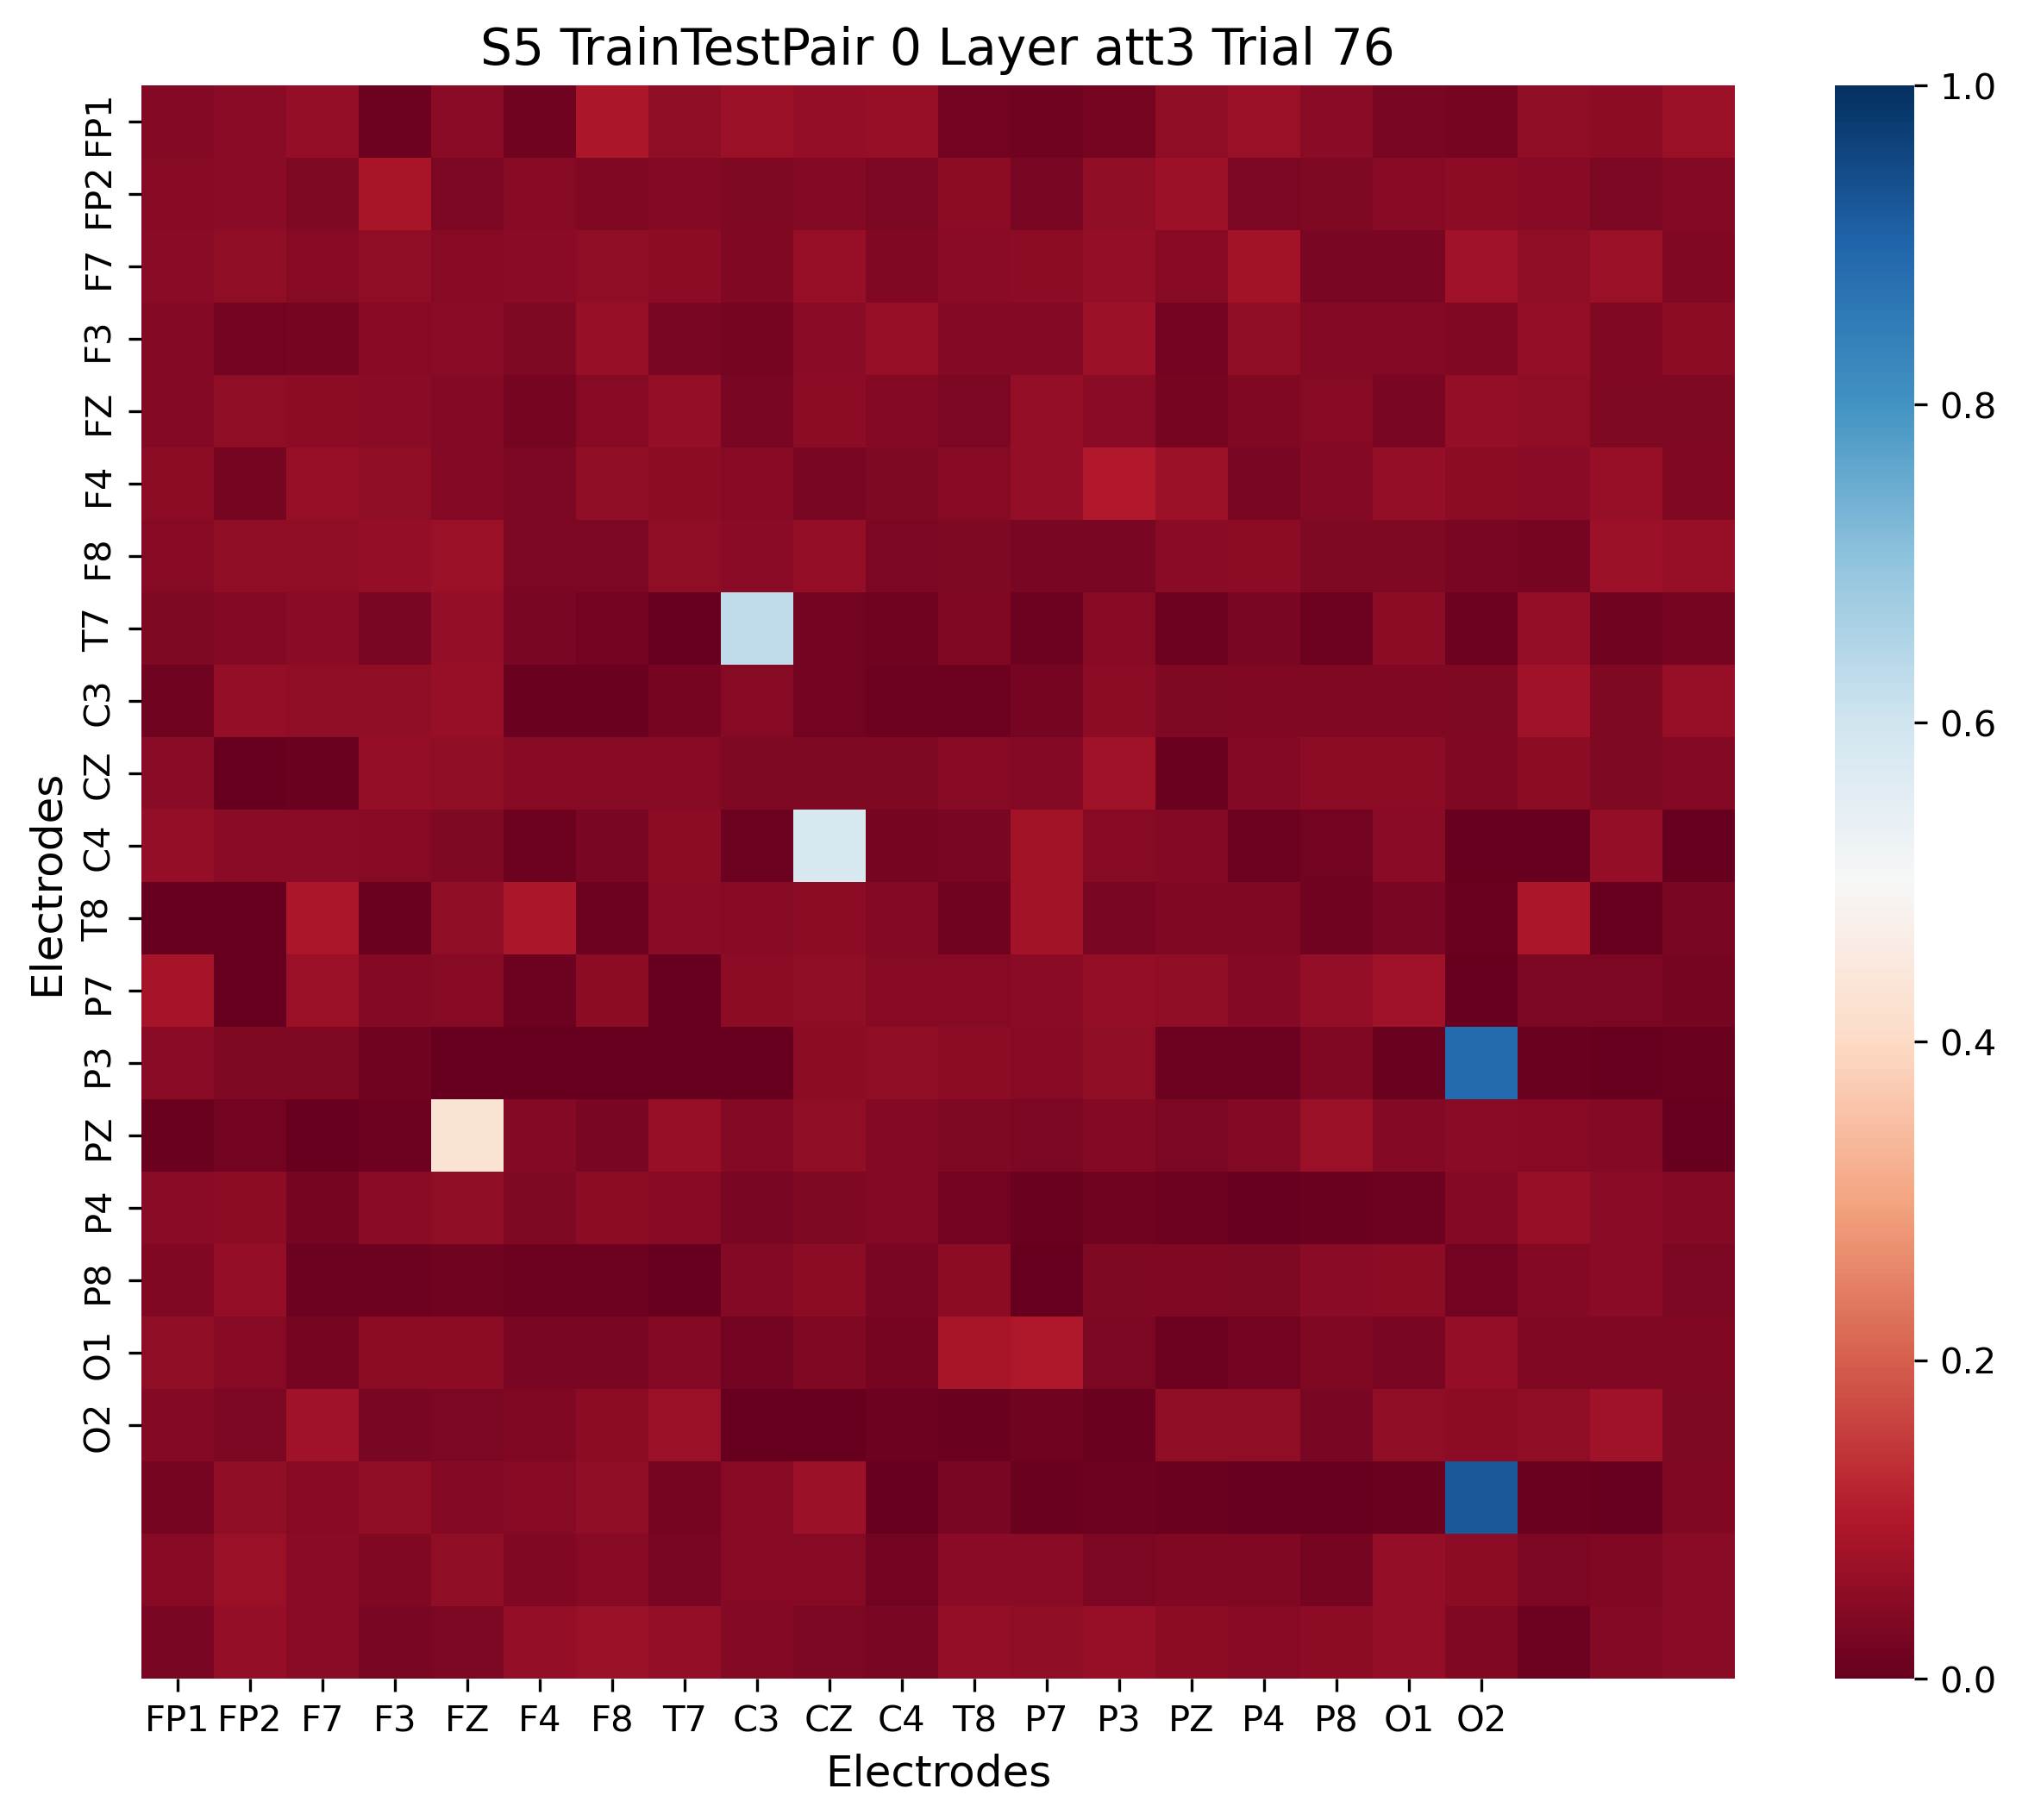 S5 TrainTestPair 0 Layer att3 Trial 76
Electrodes
FP1
FP2
F7
F3
FZ
F4
F8
T7
C3
CZ
C4
T8
P7
P3
PZ
P4
P8
O1
O2
FP1 FP2 F7 F3 FZ F4 F8 T7 C3 CZ C4 T8 P7 P3 PZ P4 P8 O1 O2
Electrodes
1.0
0.8
0.6
0.4
0.2
0.0